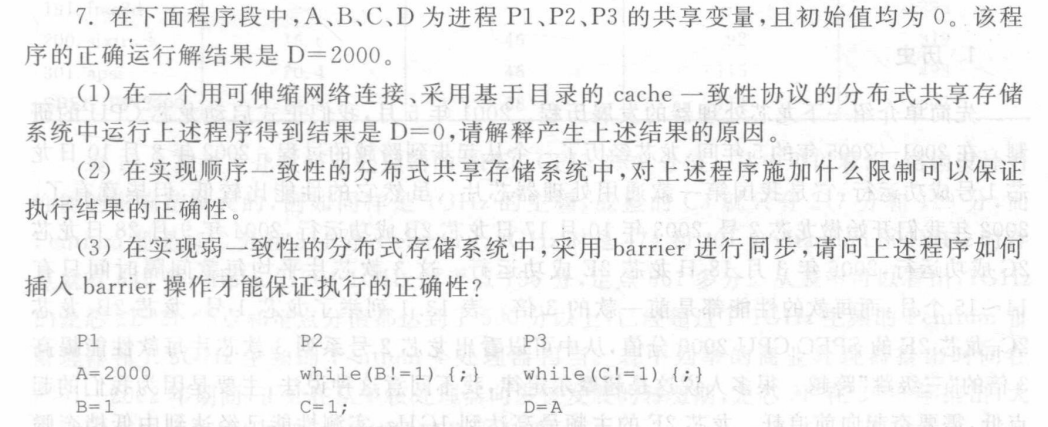 7. 在下面程序段中,A、B、C、D 为进程 P1、P2、P3 的共享变量,且初始值均为 0。该程
序的正确运行解结果是 D=2000。
(1) 在一个用可伸缩网络连接、采用基于目录的 cache 一致性协议的分布式共享存储
系统中运行上述程序得到结果是 D=0,请解释产生上述结果的原因。
(2) 在实现顺序一致性的分布式共享存储系统中,对上述程序施加什么限制可以保证
执行结果的正确性。
(3) 在实现弱一致性的分布式存储系统中,采用 barrier 进行同步,请问上述程序如何
插入 barrier 操作才能保证执行的正确性?
P1 P2 P3
A=2000 while(B!=1) {;} while(C!=1) {;}
B=1 C=1; D=A